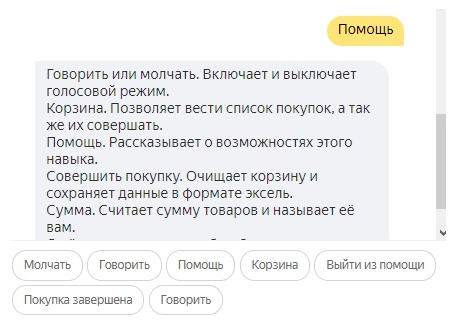 Помощь
Говорить или молчать. Включает и выключает
голосовой режим.
Корзина. Позволяет вести список покупок, а так
же их совершать.
Помощь. Рассказывает о возможностях этого
навыка.
Совершить покупку. Очищает корзину и
сохраняет данные в формате эксель.
Сумма. Считает сумму товаров и называет её
вам.
Молчать
Говорить
Помощь
Корзина
Выйти из помощи
Покупка завершена
Говорить